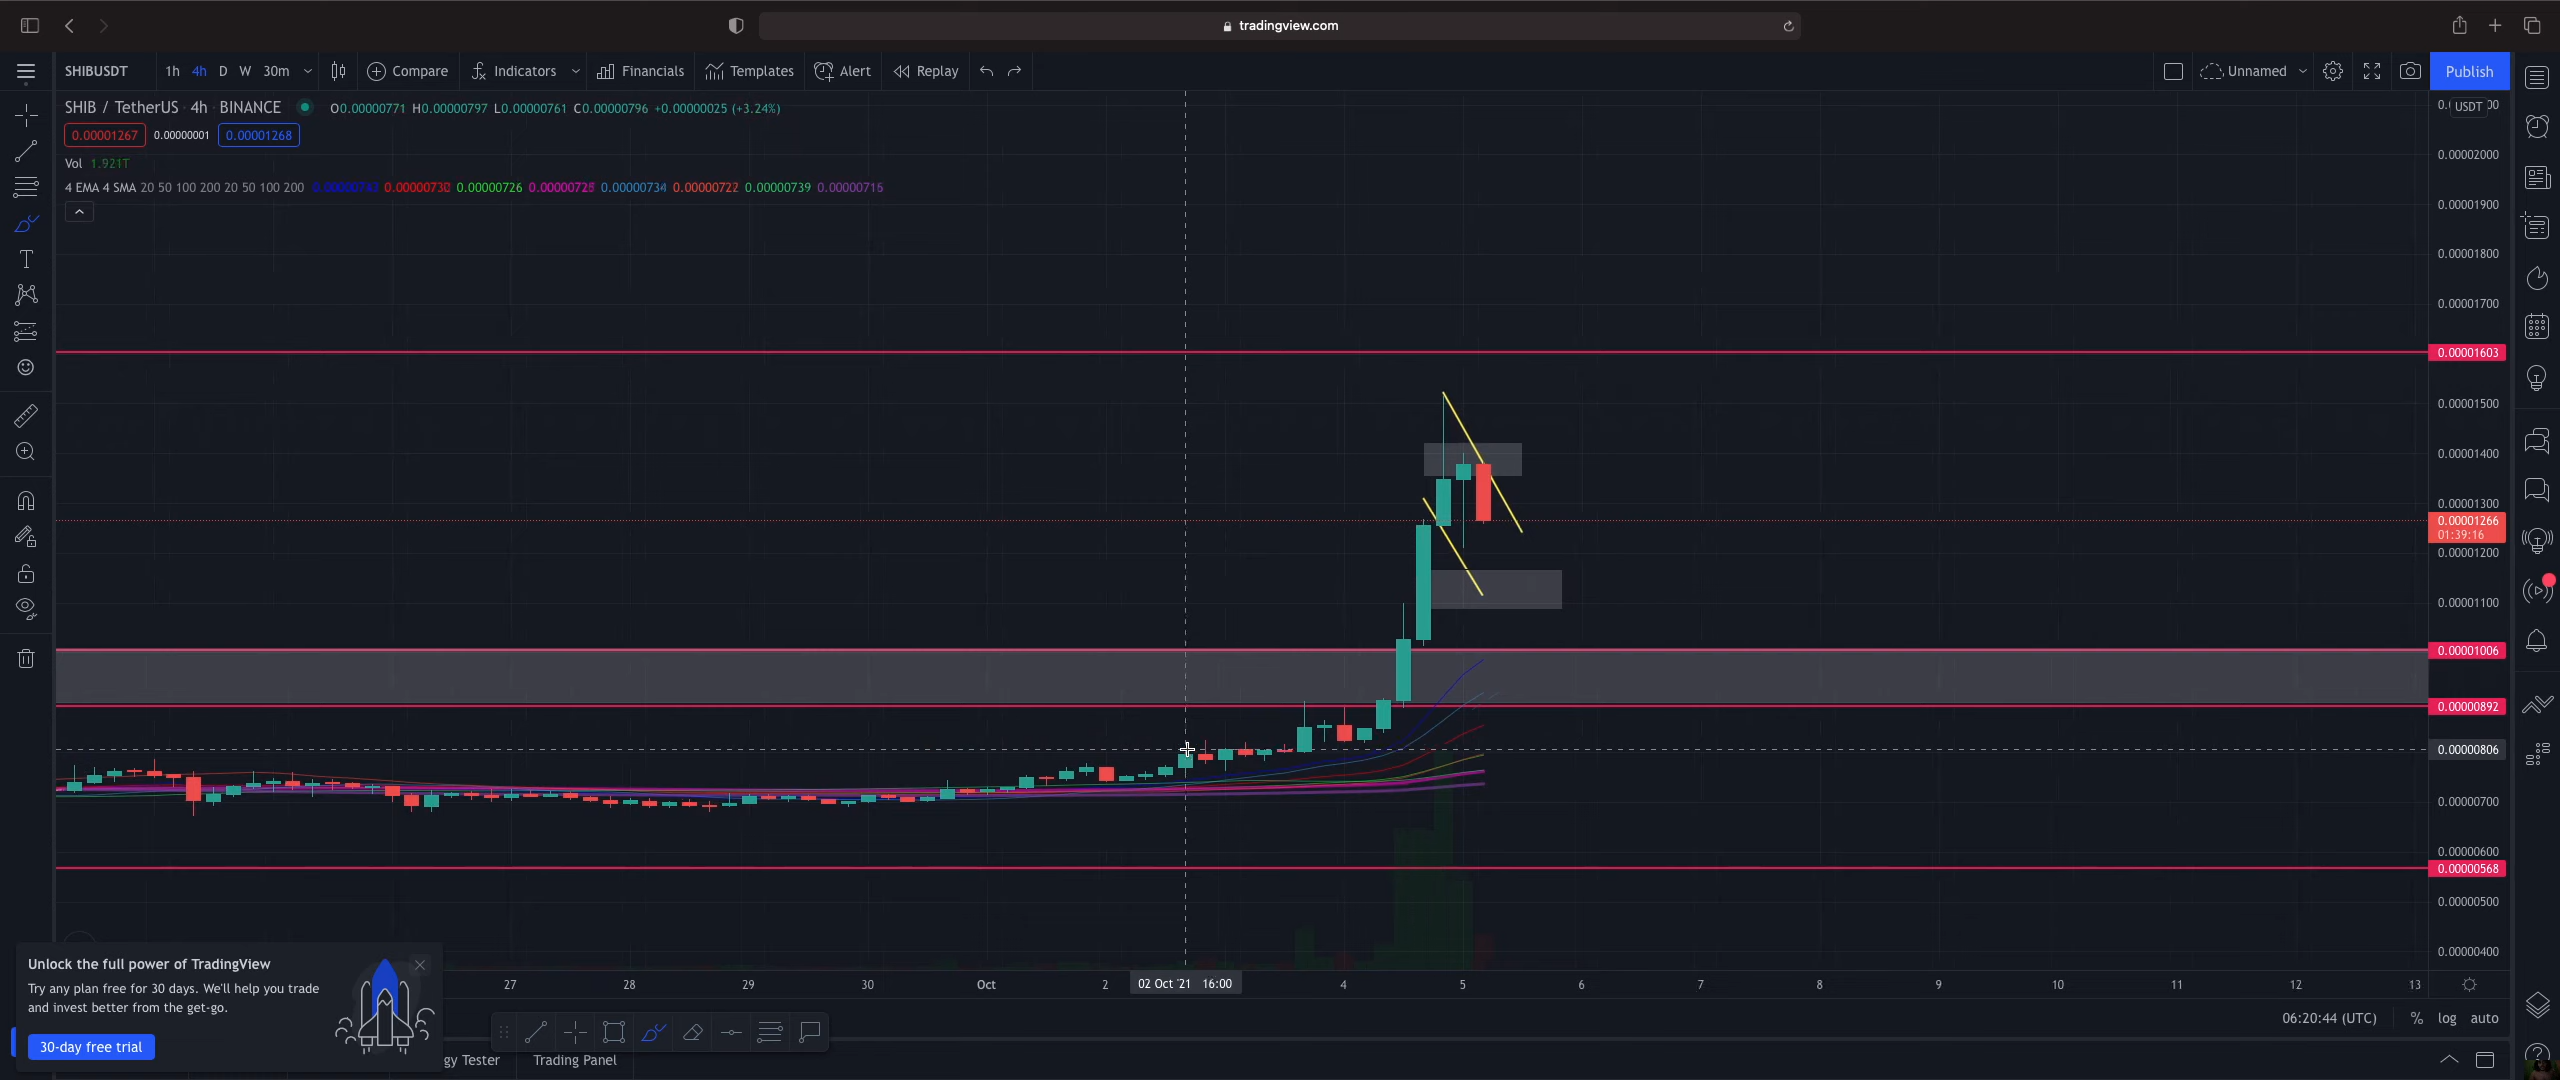 tradingview.com
SHIBUSDT 1h 4h D W 30m Compare Indicators Financials Templates Alert Replay Unnamed Publish
SHIB / TetherUS 4h BINANCE O0.00000771 H0.00000797 L0.00000761 C0.00000796 +0.00000025 (+3.24%)
0.00001267 0.00000001 0.00001268
Vol 1.921T
4 EMA 4 SMA 20 50 100 200 20 50 100 200 0.00000730 0.00000726 0.00000734 0.00000722 0.00000739 0.00000715
USDT
0.00002000
0.00001900
0.00001800
0.00001700
0.00001603
0.00001500
0.00001400
0.00001300
0.00001266
01:39:16
0.00001200
0.00001100
0.00001006
0.00000892
0.00000806
0.00000700
0.00000600
0.00000568
0.00000500
0.00000400
27 28 29 30 Oct 2 02 Oct '21 16:00 4 5 6 7 8 9 10 11 12 13
Unlock the full power of TradingView
Try any plan free for 30 days. We'll help you trade
and invest better from the get-go.
30-day free trial
06:20:44 (UTC) % log auto
gy Tester Trading Panel